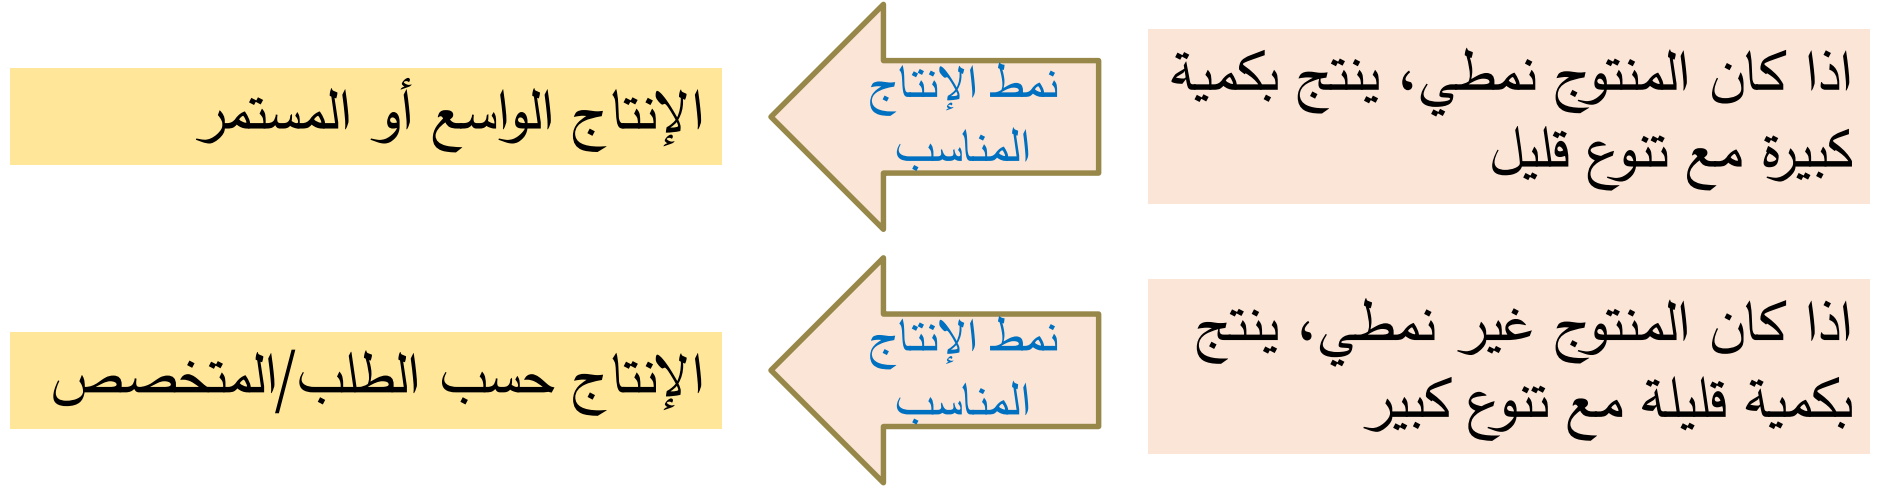 اذا كان المنتوج نمطي، ينتج بكمية
كبيرة مع تنوع قليل
نمط الإنتاج
المناسب
الإنتاج الواسع أو المستمر
اذا كان المنتوج غير نمطي، ينتج
بكمية قليلة مع تنوع كبير
نمط الإنتاج
المناسب
الإنتاج حسب الطلب/المتخصص